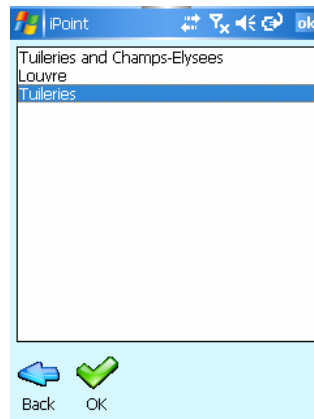 iPoint ok
Tuileries and Champs-Elysees
Louvre
Tuileries
Back OK